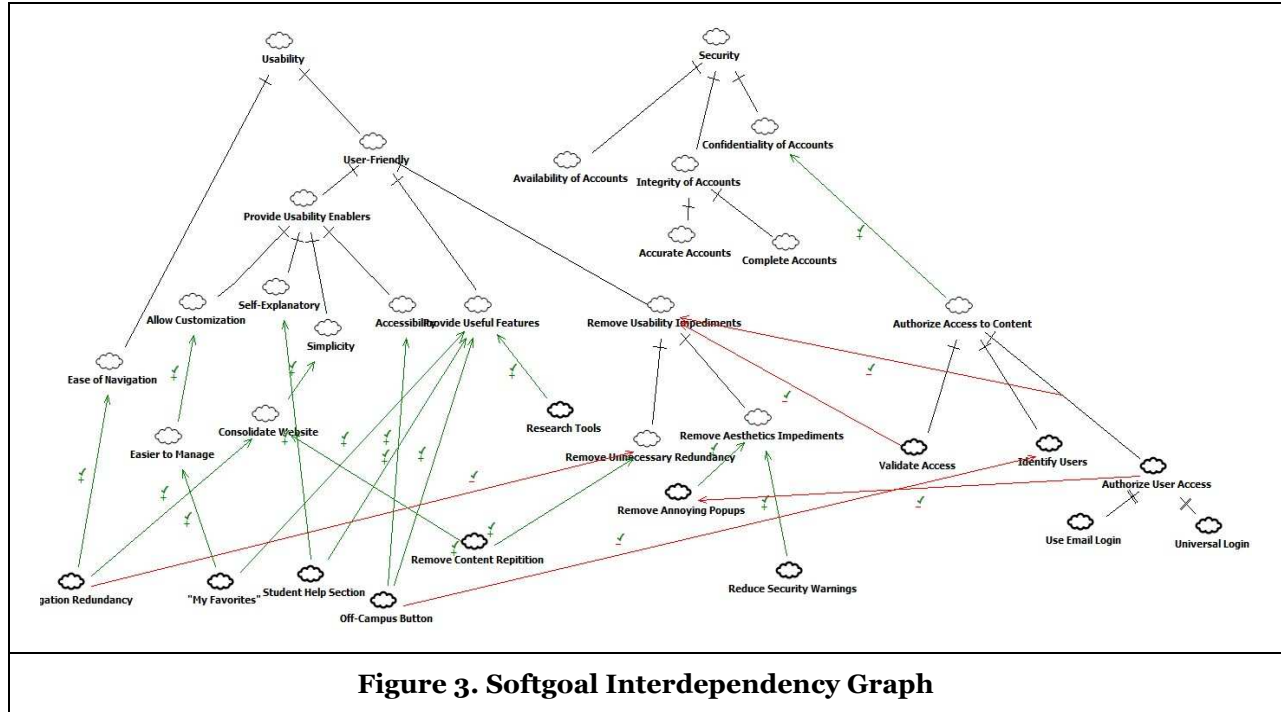 Usability
Security
User-Friendly
Confidentiality of Accounts
Availability of Accounts
Integrity of Accounts
Provide Usability Enablers
Accurate Accounts
Complete Accounts
Self-Explanatory
Allow Customization
Accessibility
Provide Useful Features
Remove Usability Impediments
Authorize Access to Content
Simplicity
Ease of Navigation
Consolidate Website
Research Tools
Remove Aesthetics Impediments
Easier to Manage
Remove Unnecessary Redundancy
Validate Access
Identify Users
Authorize User Access
Remove Annoying Popups
Use Email Login
Universal Login
Remove Content Repitition
gation Redundancy
"My Favorites"
Student Help Section
Reduce Security Warnings
Off-Campus Button
Figure 3. Softgoal Interdependency Graph